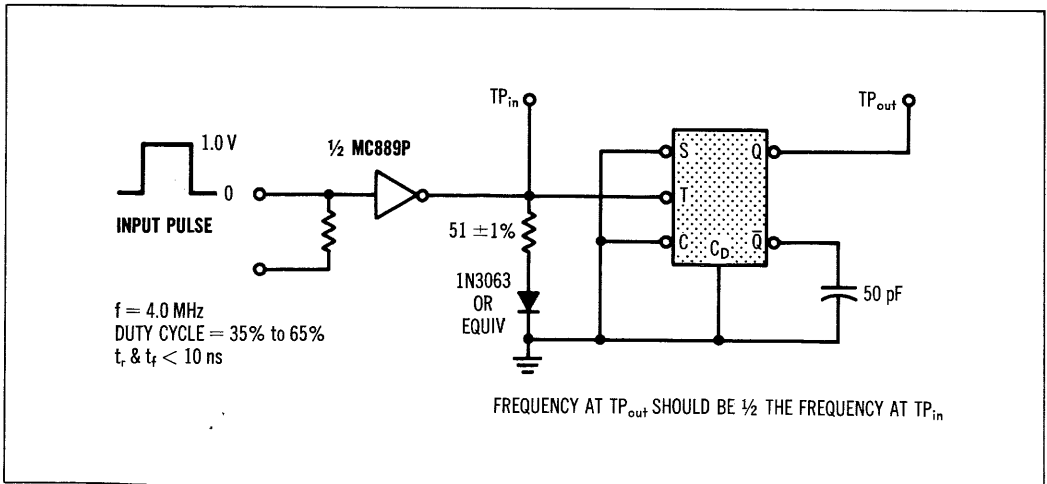 TPin
TPout
1.0 V
0
INPUT PULSE
½ MC889P
S
Q
T
C
CD
Q̅
51 ±1%
1N3063
OR
EQUIV
50 pF
f = 4.0 MHz
DUTY CYCLE = 35% to 65%
tr & tf < 10 ns
FREQUENCY AT TPout SHOULD BE ½ THE FREQUENCY AT TPin